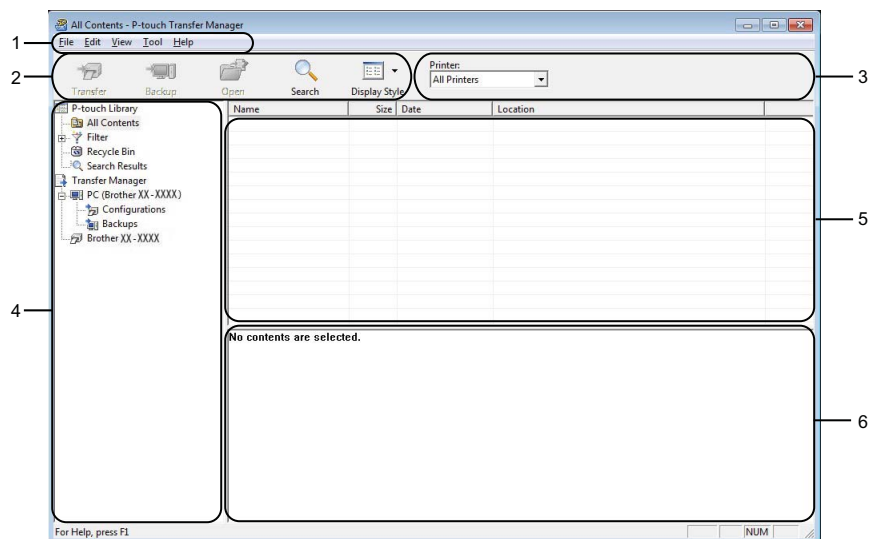 All Contents - P-touch Transfer Manager
1
File Edit View Tool Help
2
Transfer Backup Open Search Display Style
Printer:
All Printers
3
P-touch Library
All Contents
Filter
Recycle Bin
Search Results
Transfer Manager
PC (Brother XX-XXXX)
Configurations
Backups
Brother XX-XXXX
4
Name Size Date Location
5
No contents are selected.
6
For Help, press F1
NUM